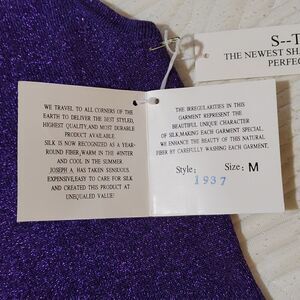 S--T
THE NEWEST SHA
PERFEC
WE TRAVEL TO ALL CORNERS OF THE
EARTH TO DELIVER THE BEST STYLED,
HIGHEST QUALITY,AND MOST DURABLE
PRODUCT AVAILABLE.
SILK IS NOW RECOGNIZED AS A YEAR-
ROUND FIBER,WARM IN THE WINTER
AND COOL IN THE SUMMER.
JOSEPH A. HAS TAKEN SENUIOUS,
EXPENSIVE,EASY TO CARE FOR SILK
AND CREATED THIS PRODUCT AT
UNEQUALED VALUE!
THE IRREGULARITIES IN THIS
GARMENT REPRESENT THE
BEAUTIFUL UNIQUE CHARACTER
OF SILK,MAKING EACH GARMENT SPECIAL.
WE ENHANCE THE BEAUTY OF THIS NATURAL
FIBER BY CAREFULLY WASHING EACH GARMENT.
Style: Size: M
1937